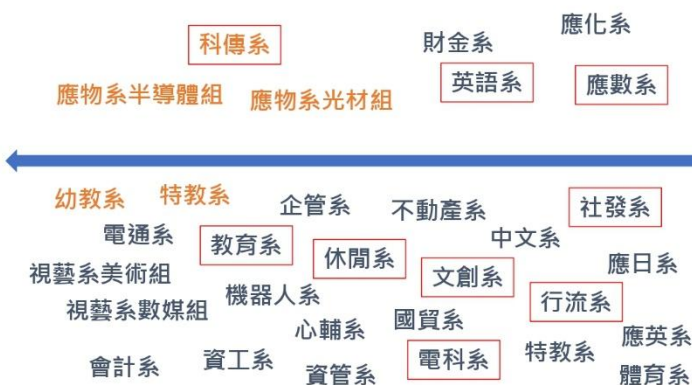 應化系
科傳系
財金系
英語系
應數系
應物系半導體組
應物系光材組
幼教系
特教系
企管系
不動產系
社發系
電通系
教育系
中文系
休閒系
應日系
視藝系美術組
文創系
機器人系
行流系
視藝系數媒組
國貿系
心輔系
應英系
特教系
會計系
資工系
電科系
資管系
體育系